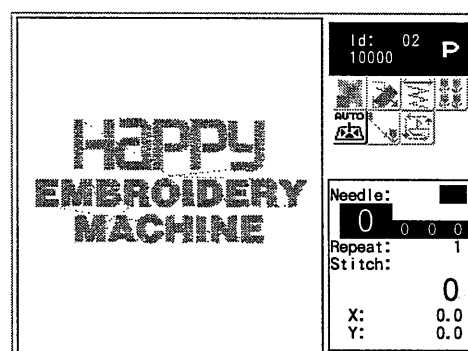 Happy
EMBROIDERY
MACHINE
Id: 02
10000 P
AUTO
Needle:
0 0 0 0
Repeat: 1
Stitch:
0
X: 0.0
Y: 0.0